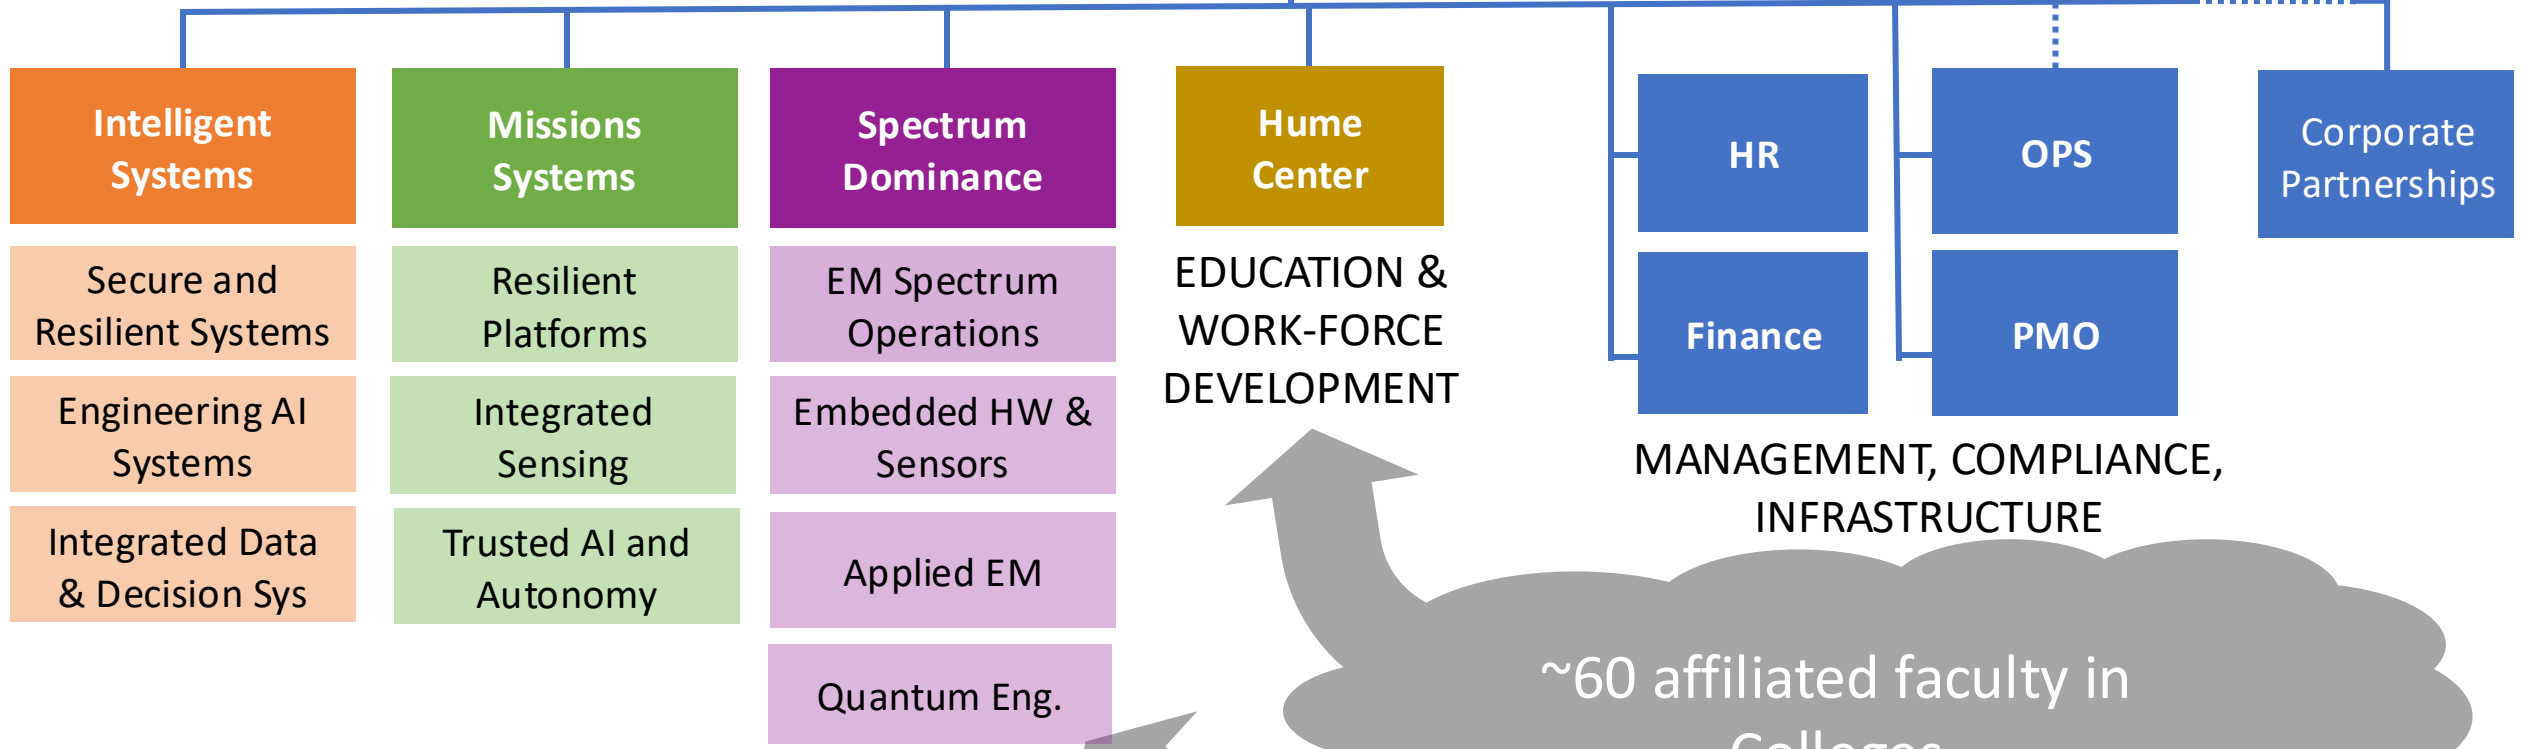 Intelligent
Systems
Missions
Systems
Spectrum
Dominance
Hume
Center
HR
OPS
Corporate
Partnerships
Secure and
Resilient Systems
Engineering AI
Systems
Integrated Data
& Decision Sys
Resilient
Platforms
Integrated
Sensing
Trusted AI and
Autonomy
EM Spectrum
Operations
Embedded HW &
Sensors
Applied EM
Quantum Eng.
EDUCATION &
WORK-FORCE
DEVELOPMENT
Finance
PMO
MANAGEMENT, COMPLIANCE,
INFRASTRUCTURE
~60 affiliated faculty in
Colleges